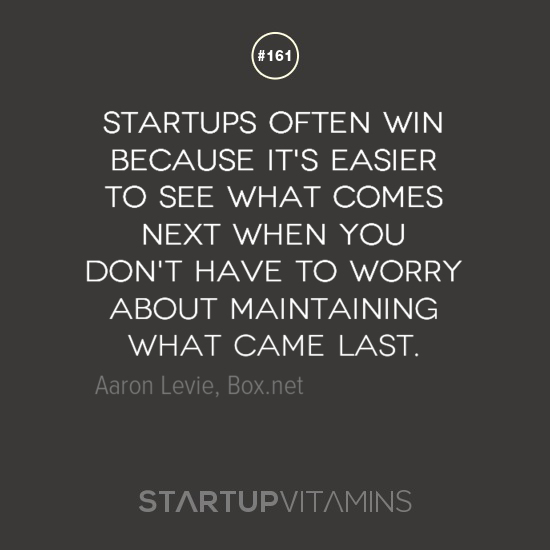 #161
STARTUPS OFTEN WIN
BECAUSE IT'S EASIER
TO SEE WHAT COMES
NEXT WHEN YOU
DON'T HAVE TO WORRY
ABOUT MAINTAINING
WHAT CAME LAST.
Aaron Levie, Box.net
STARTUPVITAMINS